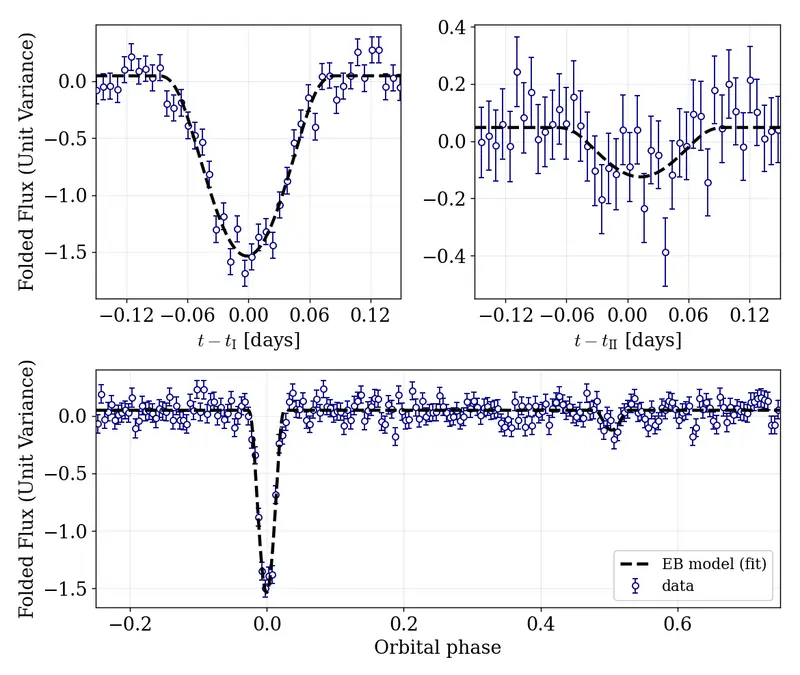 Folded Flux (Unit Variance)
0.0
−0.5
−1.0
−1.5
−0.12 −0.06 0.00 0.06 0.12
t − tI [days]
0.4
0.2
0.0
−0.2
−0.4
−0.12 −0.06 0.00 0.06 0.12
t − tII [days]
Folded Flux (Unit Variance)
0.0
−0.5
−1.0
−1.5
EB model (fit)
data
−0.2 0.0 0.2 0.4 0.6
Orbital phase